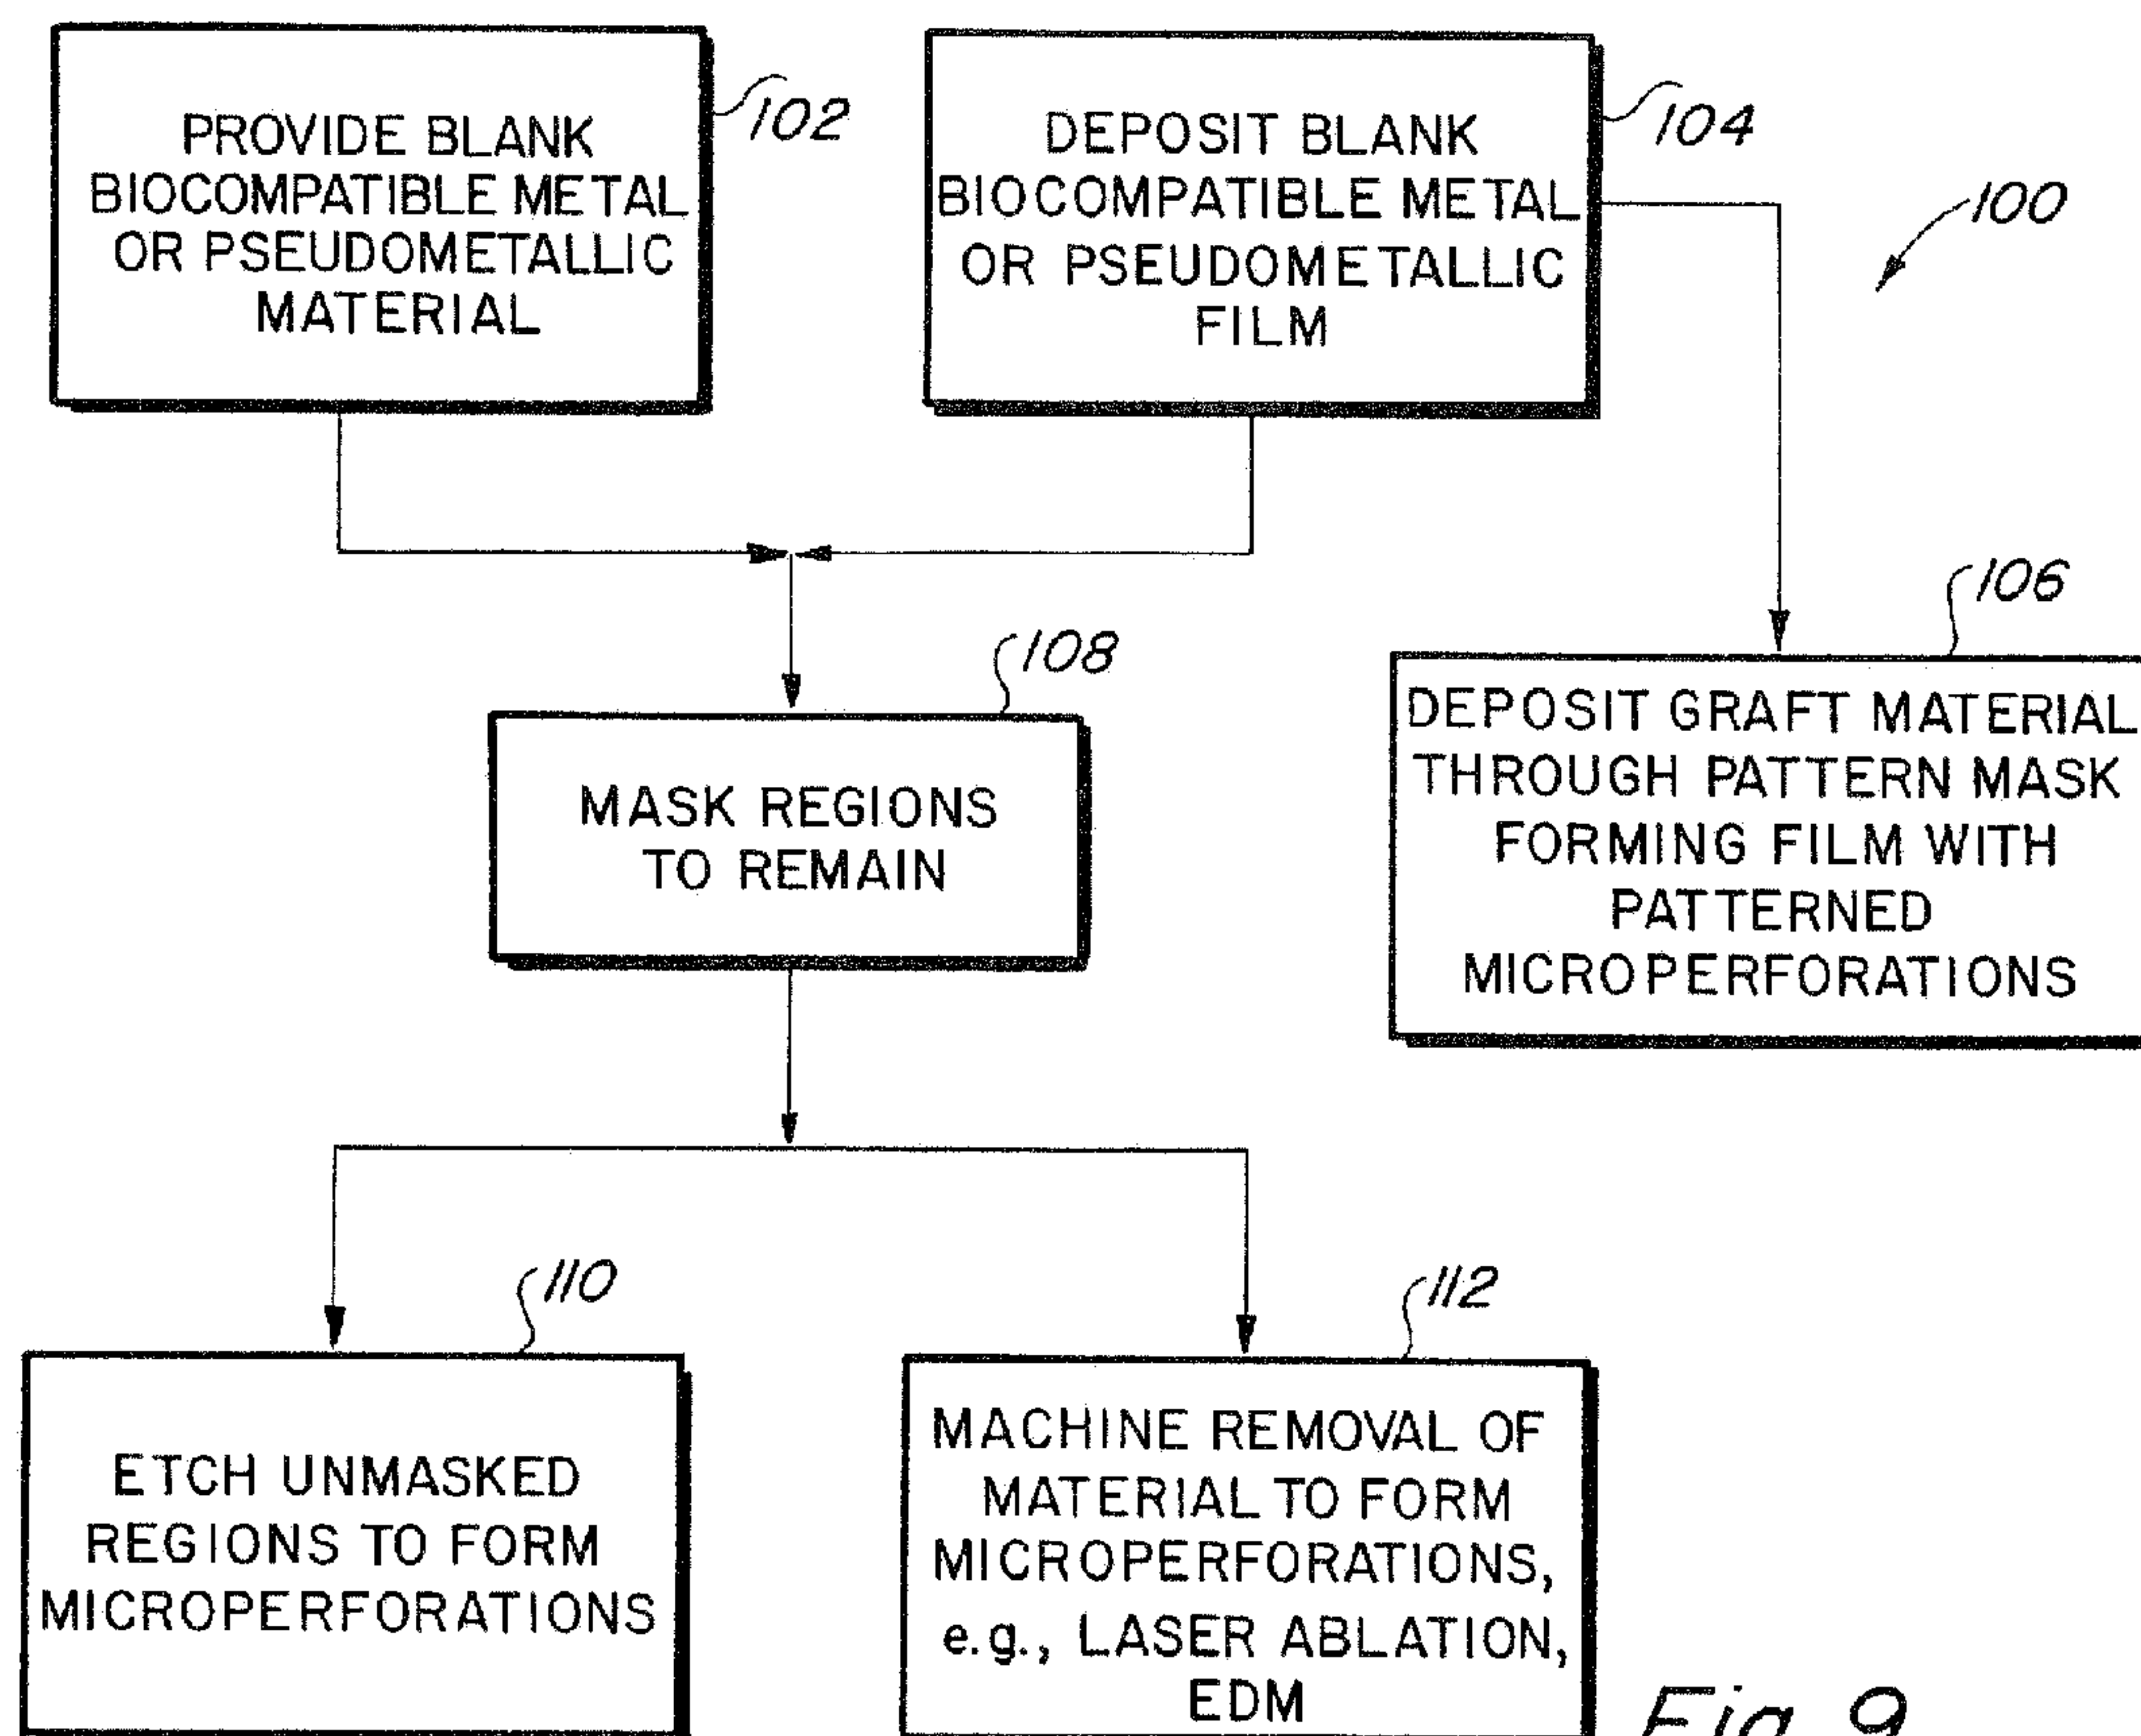 PROVIDE BLANK
BIOCOMPATIBLE METAL
OR PSEUDOMETALLIC
MATERIAL
102
DEPOSIT BLANK
BIOCOMPATIBLE METAL
OR PSEUDOMETALLIC
FILM
104
100
106
DEPOSIT GRAFT MATERIAL
THROUGH PATTERN MASK
FORMING FILM WITH
PATTERNED
MICROPERFORATIONS
108
MASK REGIONS
TO REMAIN
110
ETCH UNMASKED
REGIONS TO FORM
MICROPERFORATIONS
112
MACHINE REMOVAL OF
MATERIAL TO FORM
MICROPERFORATIONS,
e.g., LASER ABLATION,
EDM
Fig. 9